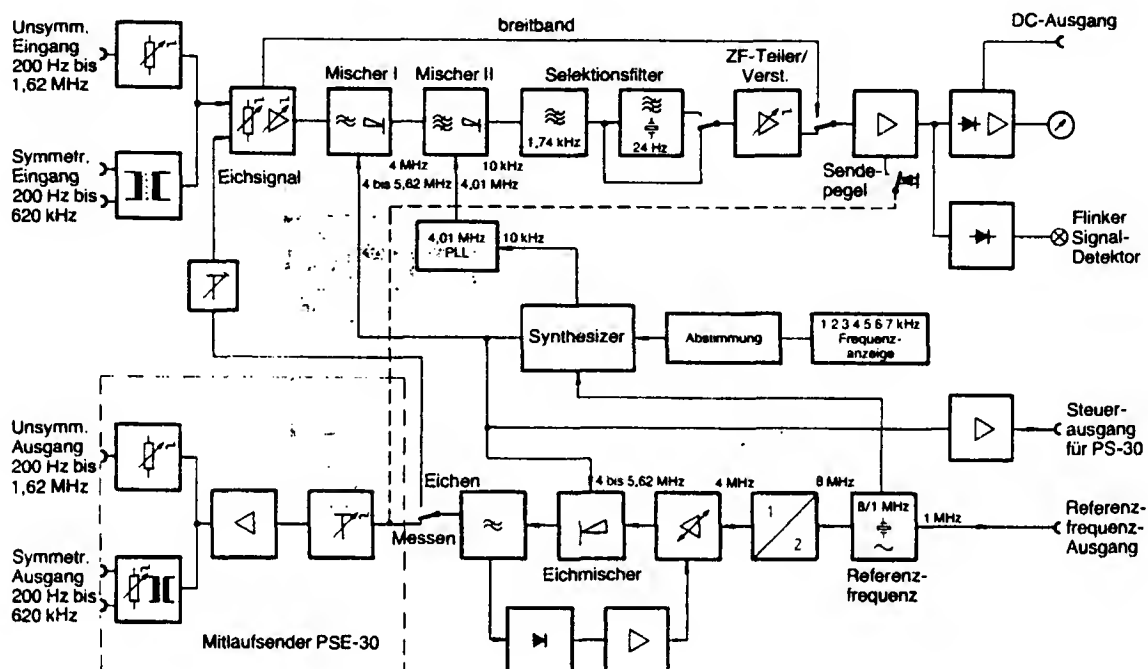 Unsymm.
Eingang
200 Hz bis
1,62 MHz
breitband
DC-Ausgang
Mischer I
Mischer II
Selektionsfilter
ZF-Teiler/
Verst.
1,74 kHz
24 Hz
Symmetr.
Eingang
200 Hz bis
620 kHz
Eichsignal
4 MHz
4 bis 5,62 MHz
10 kHz
4,01 MHz
Sende-
pegel
Flinker
Signal-
Detektor
4,01 MHz
PLL
10 kHz
Synthesizer
Abstimmung
1 2 3 4 5 6 7 kHz
Frequenz-
anzeige
Unsymm.
Ausgang
200 Hz bis
1,62 MHz
Steuer-
ausgang
für PS-30
Eichen
Messen
4 bis 5,62 MHz
4 MHz
1
2
8 MHz
8/1 MHz
1 MHz
Referenz-
frequenz-
Ausgang
Eichmischer
Referenz-
frequenz
Symmetr.
Ausgang
200 Hz bis
620 kHz
Mitlaufsender PSE-30